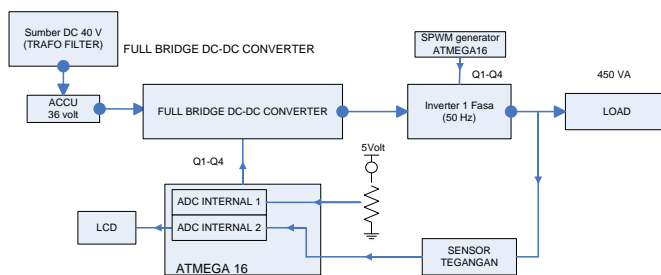 Sumber DC 40 V
(TRAFO FILTER)
FULL BRIDGE DC-DC CONVERTER
SPWM generator
ATMEGA16
Q1-Q4
450 VA
ACCU
36 volt
FULL BRIDGE DC-DC CONVERTER
Inverter 1 Fasa
(50 Hz)
LOAD
Q1-Q4
5Volt
ADC INTERNAL 1
ADC INTERNAL 2
LCD
ATMEGA 16
SENSOR
TEGANGAN